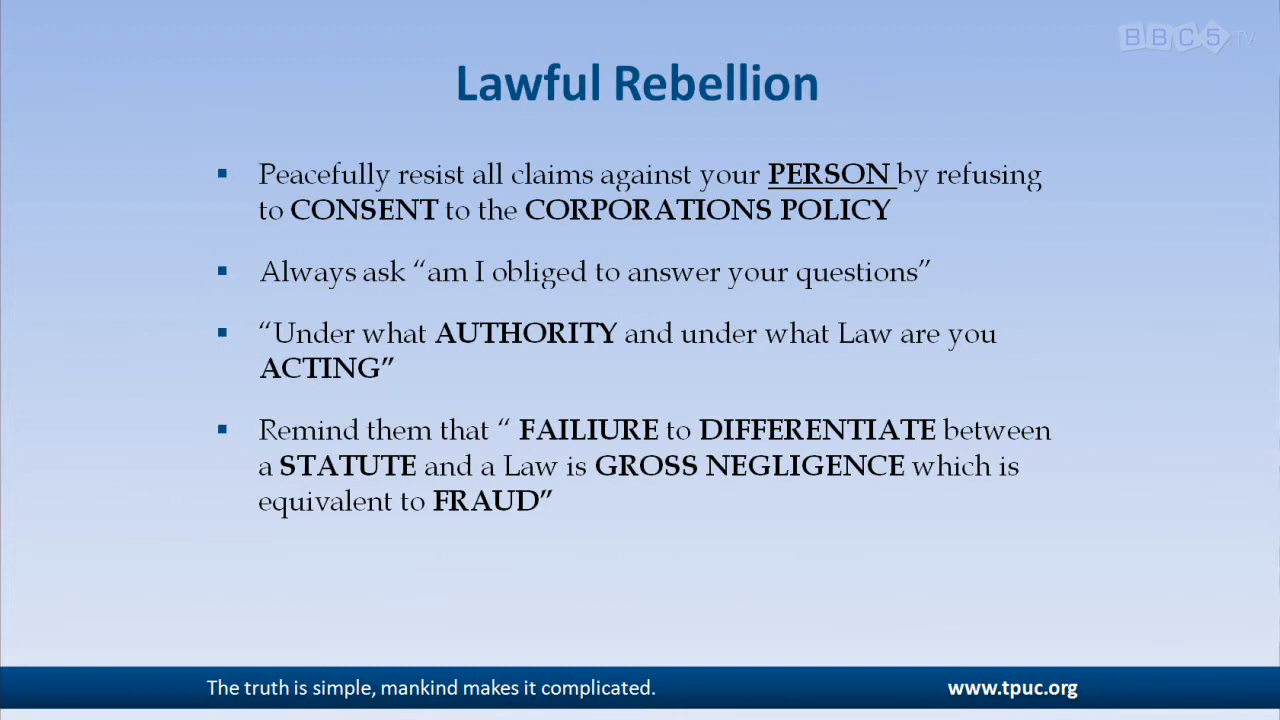 BBC5.TV
Lawful Rebellion
▪ Peacefully resist all claims against your PERSON by refusing
to CONSENT to the CORPORATIONS POLICY
▪ Always ask “am I obliged to answer your questions”
▪ “Under what AUTHORITY and under what Law are you
ACTING”
▪ Remind them that “ FAILIURE to DIFFERENTIATE between
a STATUTE and a Law is GROSS NEGLIGENCE which is
equivalent to FRAUD”
The truth is simple, mankind makes it complicated.
www.tpuc.org